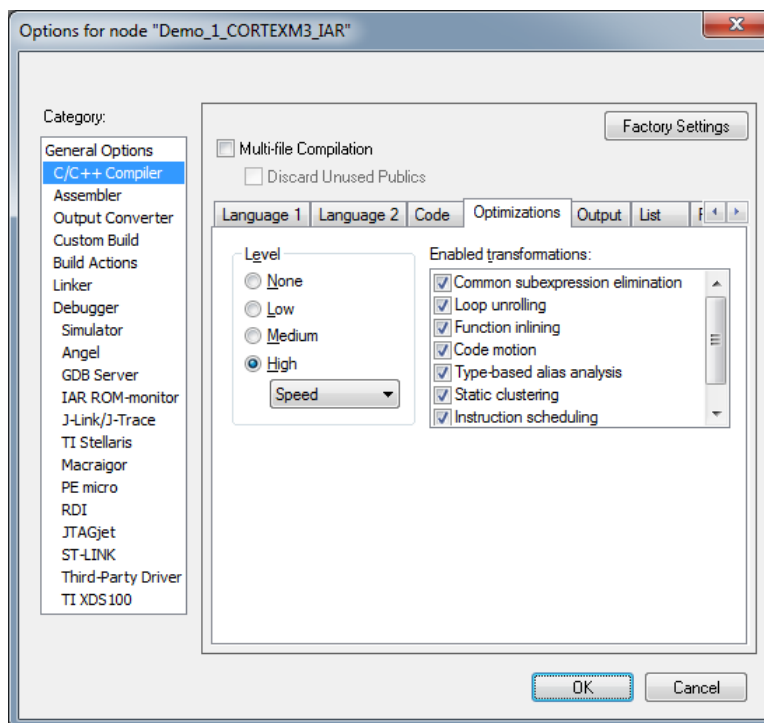 Options for node "Demo_1_CORTEXM3_IAR"
Category:
General Options
C/C++ Compiler
Assembler
Output Converter
Custom Build
Build Actions
Linker
Debugger
Simulator
Angel
GDB Server
IAR ROM-monitor
J-Link/J-Trace
TI Stellaris
Macraigor
PE micro
RDI
JTAGjet
ST-LINK
Third-Party Driver
TI XDS100
Factory Settings
Multi-file Compilation
Discard Unused Publics
Language 1 Language 2 Code Optimizations Output List
Level
None
Low
Medium
High
Speed
Enabled transformations:
Common subexpression elimination
Loop unrolling
Function inlining
Code motion
Type-based alias analysis
Static clustering
Instruction scheduling
OK Cancel